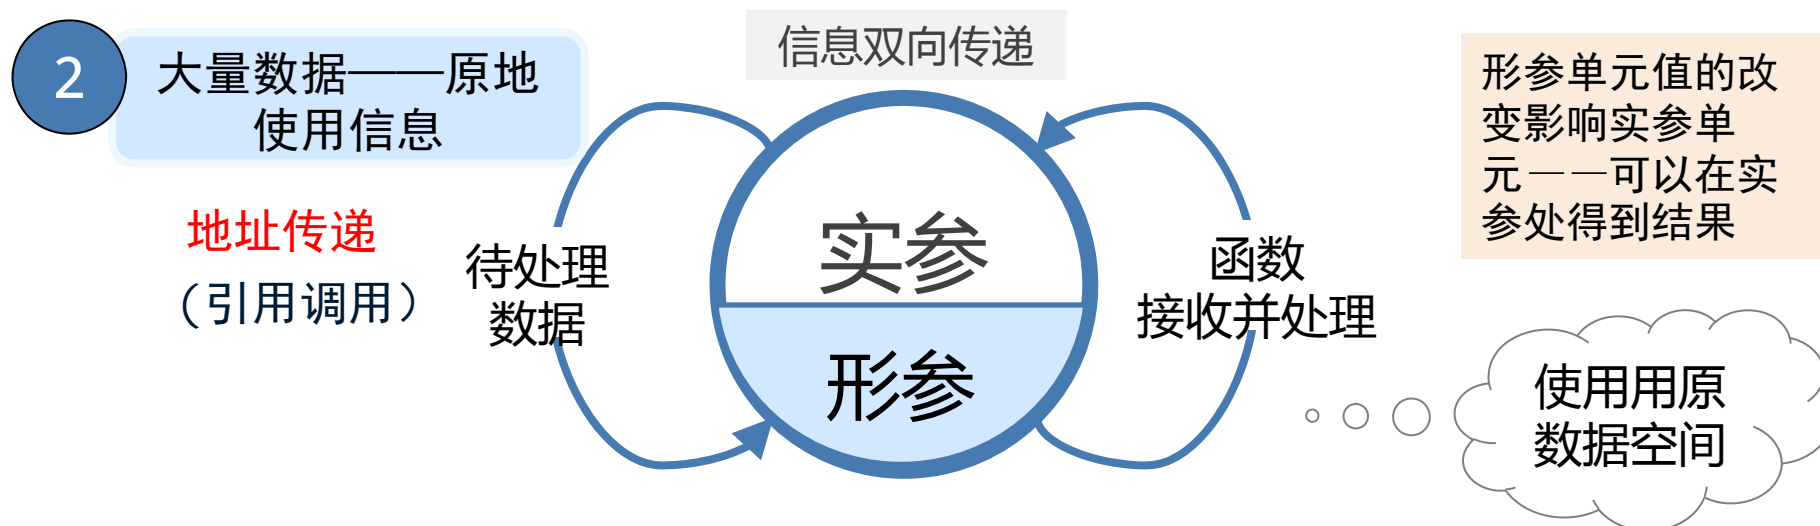 2
大量数据——原地
使用信息
地址传递
（引用调用）
信息双向传递
待处理
数据
实参
形参
函数
接收并处理
形参单元值的改
变影响实参单
元——可以在实
参处得到结果
使用用原
数据空间